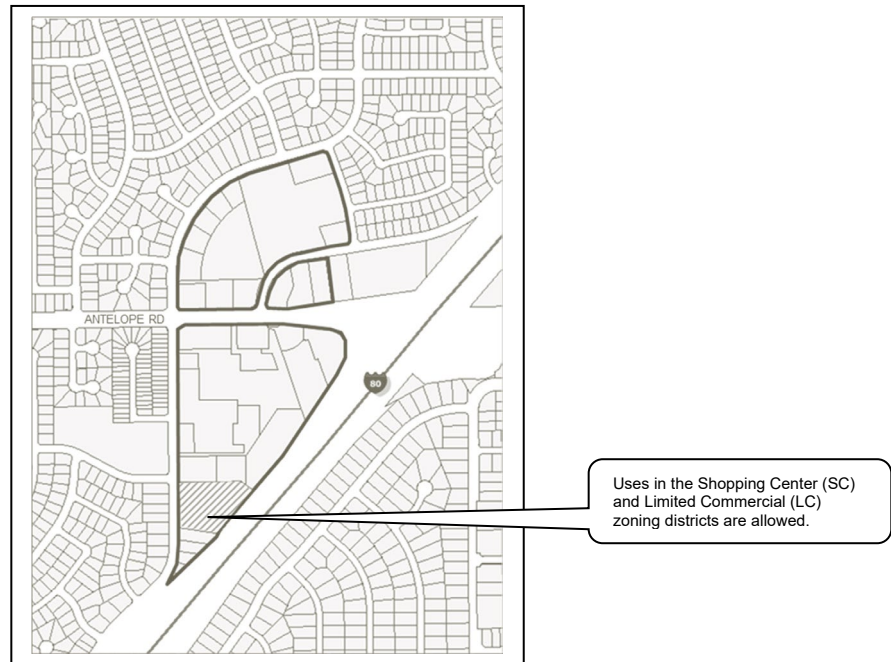 ANTELOPE RD
80
Uses in the Shopping Center (SC)
and Limited Commercial (LC)
zoning districts are allowed.